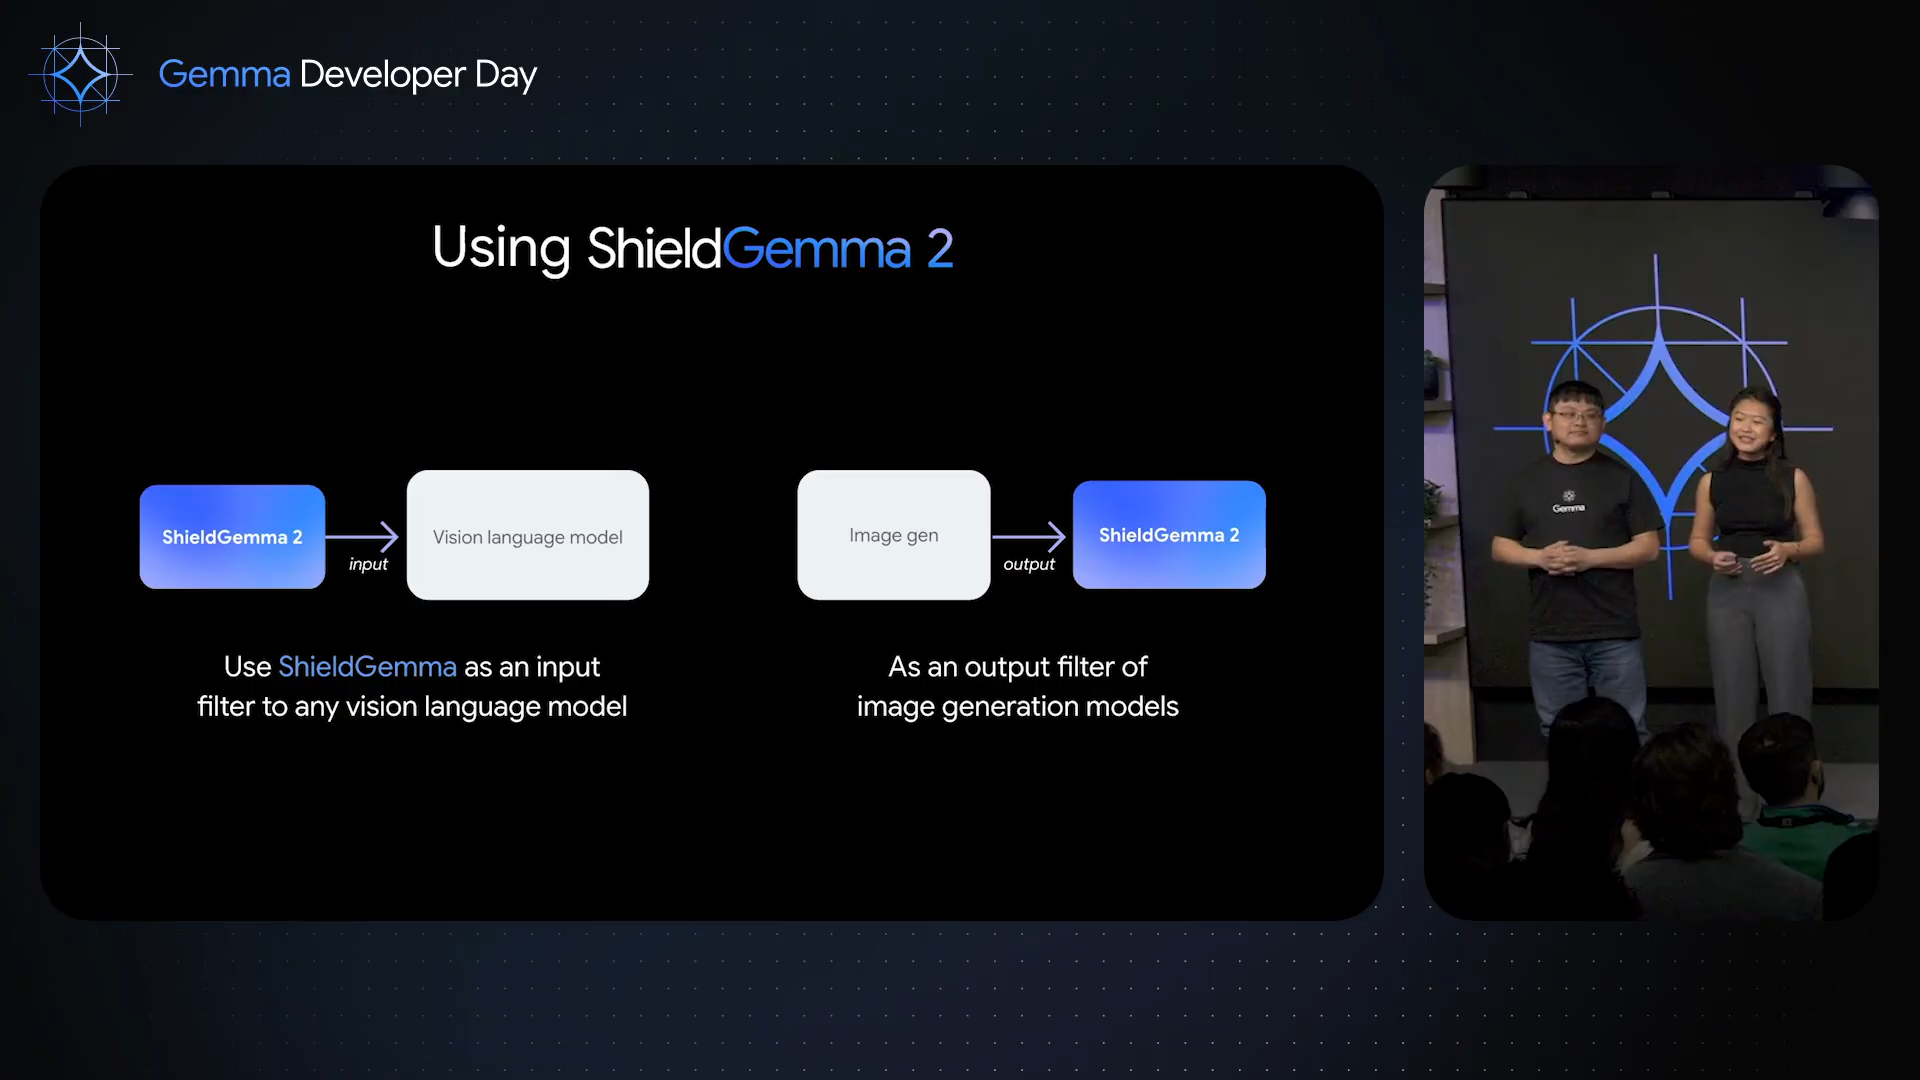 Gemma Developer Day
Using ShieldGemma 2
ShieldGemma 2
input
Vision language model
Image gen
output
ShieldGemma 2
Use ShieldGemma as an input
filter to any vision language model
As an output filter of
image generation models
Gemma